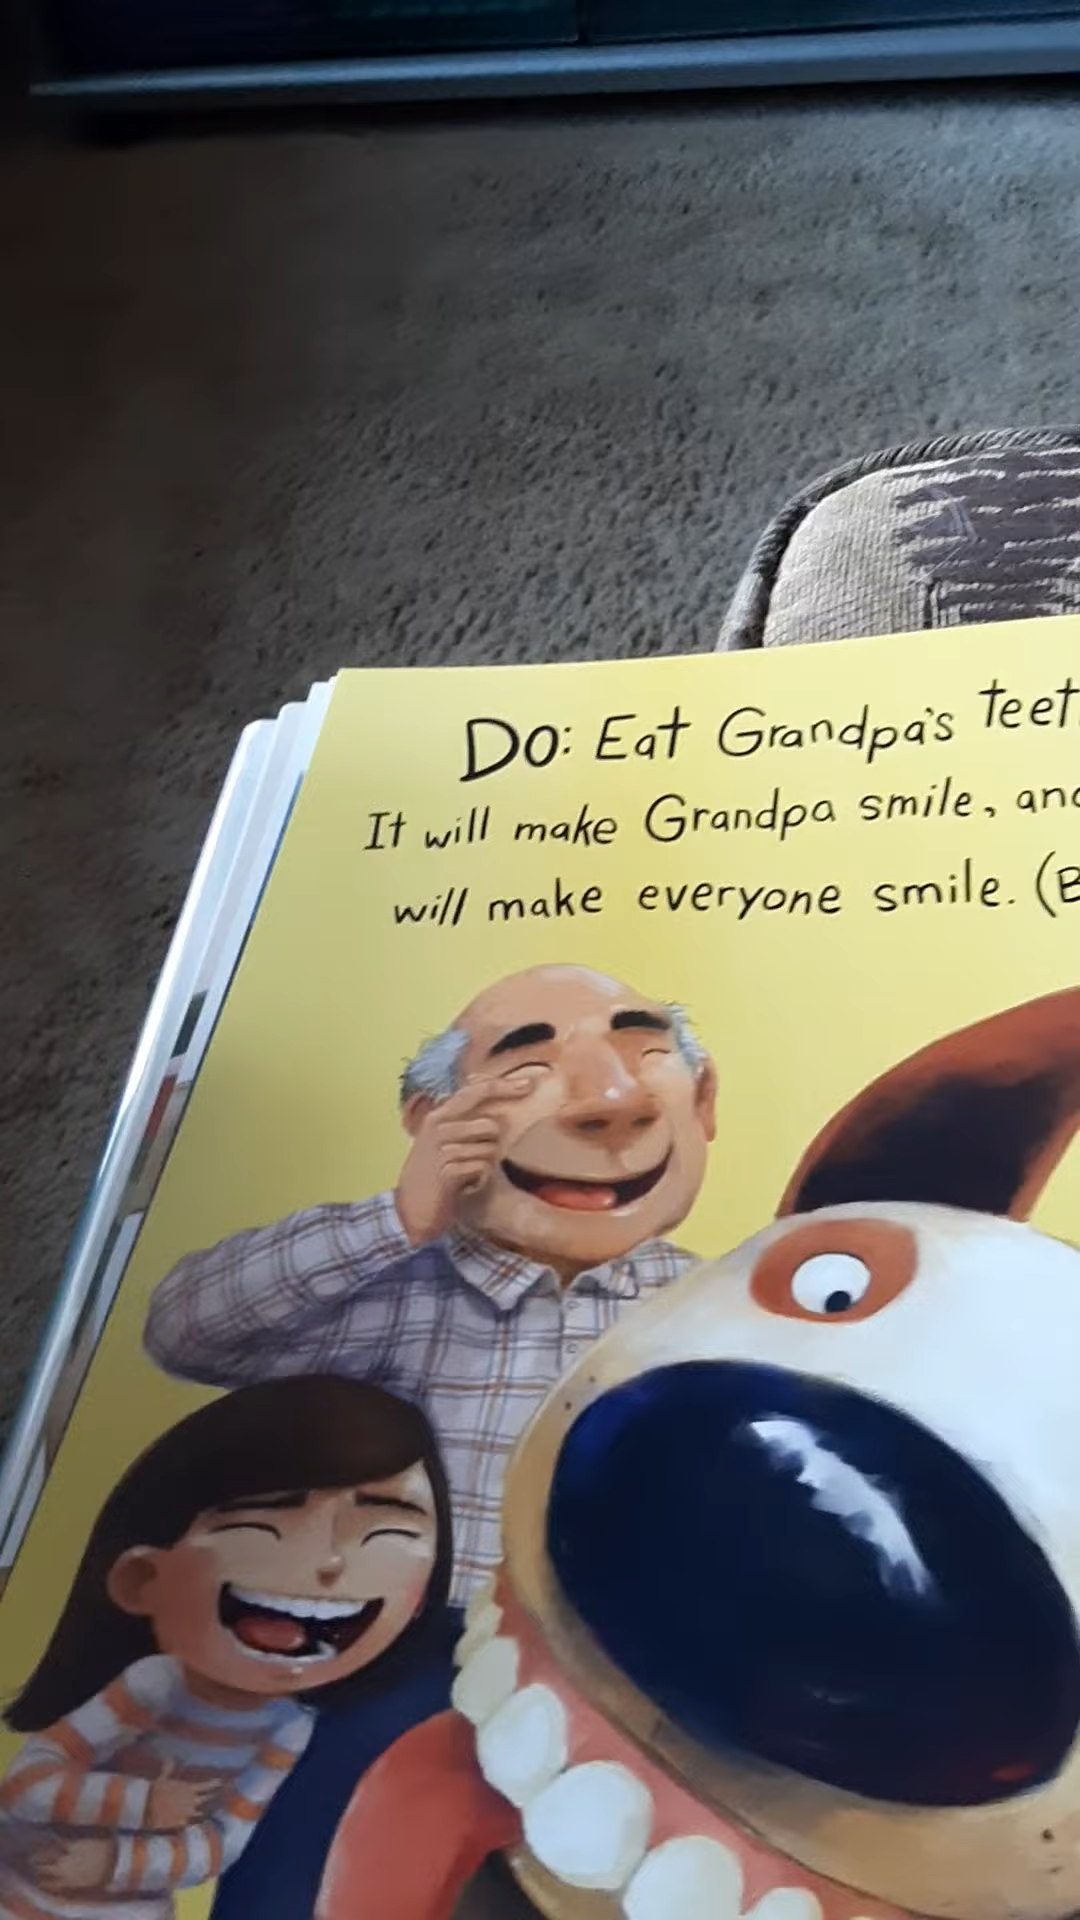 Do: Eat Grandpa's
It will make Grandpa smile,
will make everyone smile.